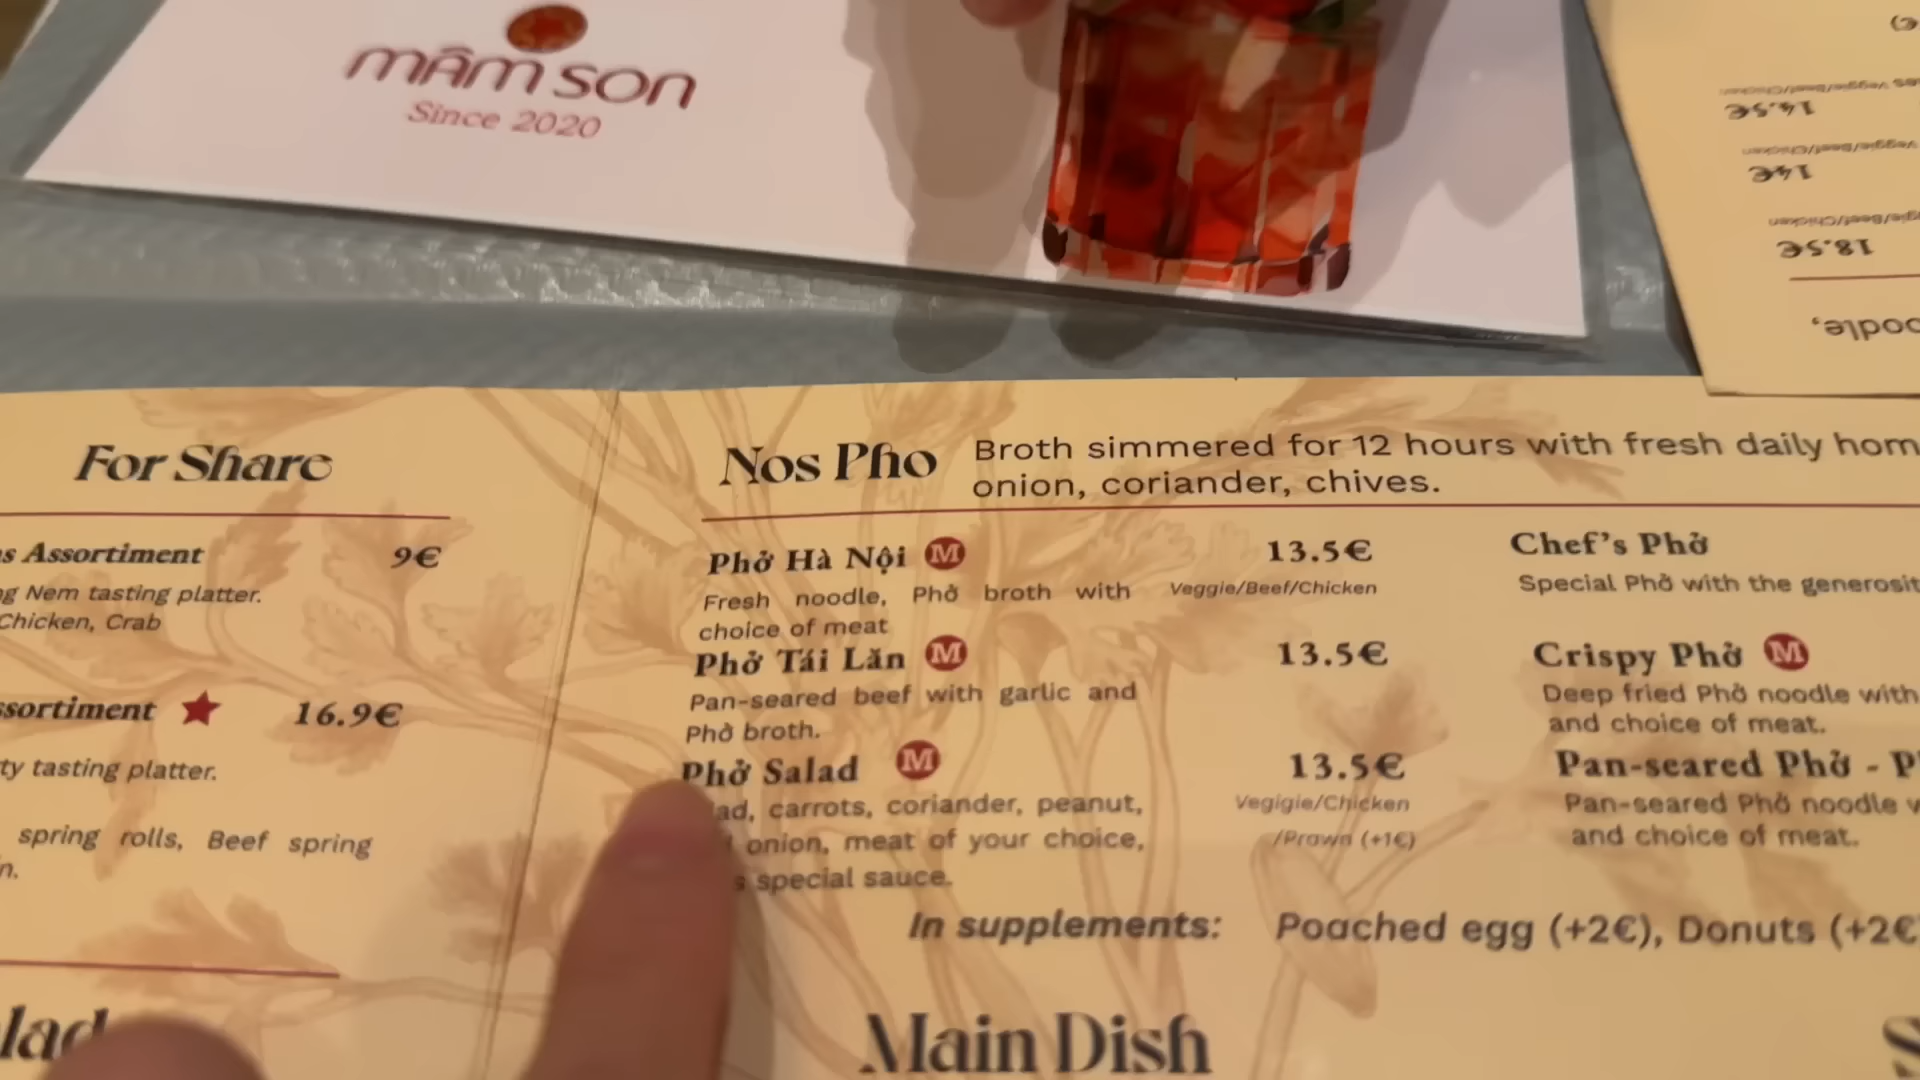 MÂM SON
Since 2020
14.5€
Veggie/Beef/Chicken
14€
18.5€
For Share
s Assortiment 9€
g Nem tasting platter.
Chicken, Crab
ssortiment 16.9€
ty tasting platter.
spring rolls, Beef spring
n.
Nos Pho
Broth simmered for 12 hours with fresh daily hom
onion, coriander, chives.
Phở Hà Nội M 13.5€
Fresh noodle, Phở broth with Veggie/Beef/Chicken
choice of meat
Phở Tái Lăn M 13.5€
Pan-seared beef with garlic and
Phở broth.
Phở Salad M 13.5€
ad, carrots, coriander, peanut, Vegigie/Chicken
onion, meat of your choice, /Prawn (+1€)
s special sauce.
Chef's Phở
Special Phở with the generosit
Crispy Phở M
Deep fried Phở noodle with
and choice of meat.
Pan-seared Phở - P
Pan-seared Phở noodle
and choice of meat.
In supplements: Poached egg (+2€), Donuts (+2€
lad
Main Dish